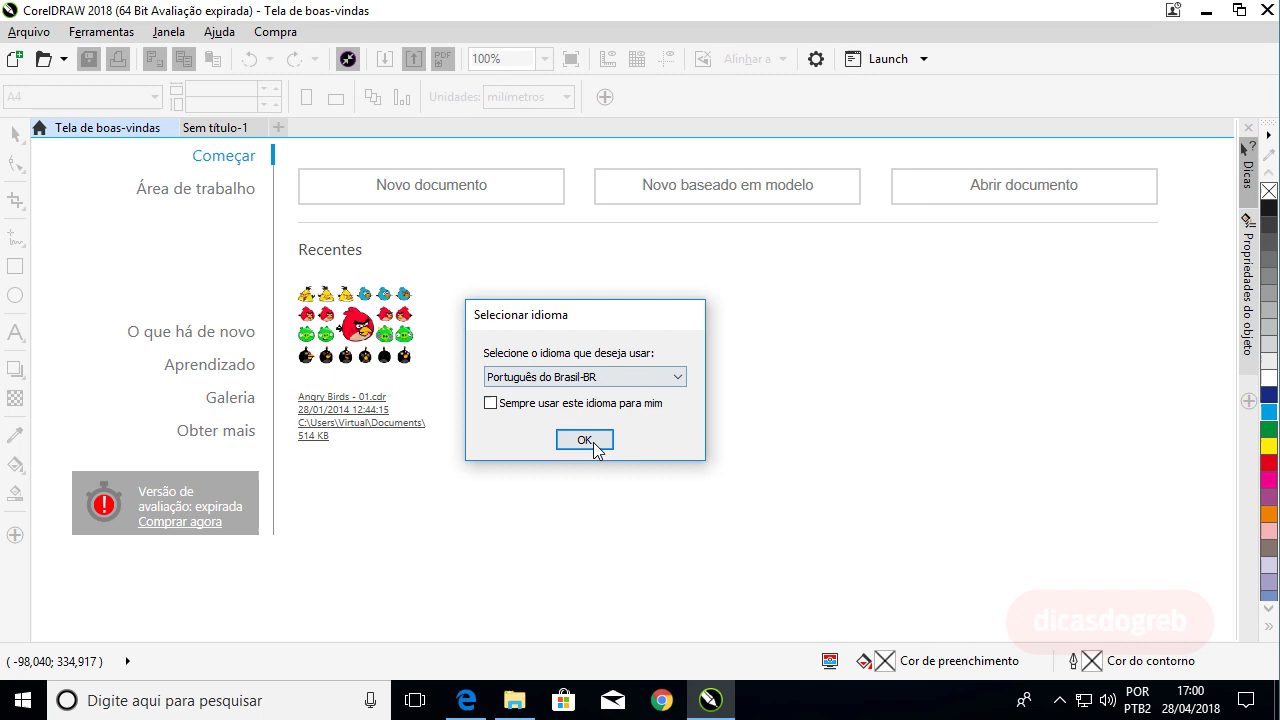 CorelDRAW 2018 (64 Bit Avaliação expirada) - Tela de boas-vindas
Arquivo Ferramentas Janela Ajuda Compra
PDF 100% Alinhar a Launch
A4 Unidades: milímetros
Tela de boas-vindas Sem título-1
Começar
Área de trabalho
Novo documento Novo baseado em modelo Abrir documento
Recentes
Angry Birds - 01.cdr
28/01/2014 12:44:15
C:\Users\Virtual\Documents\
514 KB
O que há de novo
Aprendizado
Galeria
Obter mais
Versão de
avaliação: expirada
Comprar agora
Selecionar idioma
Selecione o idioma que deseja usar:
Português do Brasil-BR
Sempre usar este idioma para mim
OK
Dicas
Propriedades do objeto
dicasdogreb
( -98,040; 334,917 ) Cor de preenchimento Cor do contorno
Digite aqui para pesquisar
POR
PTB2
17:00
28/04/2018